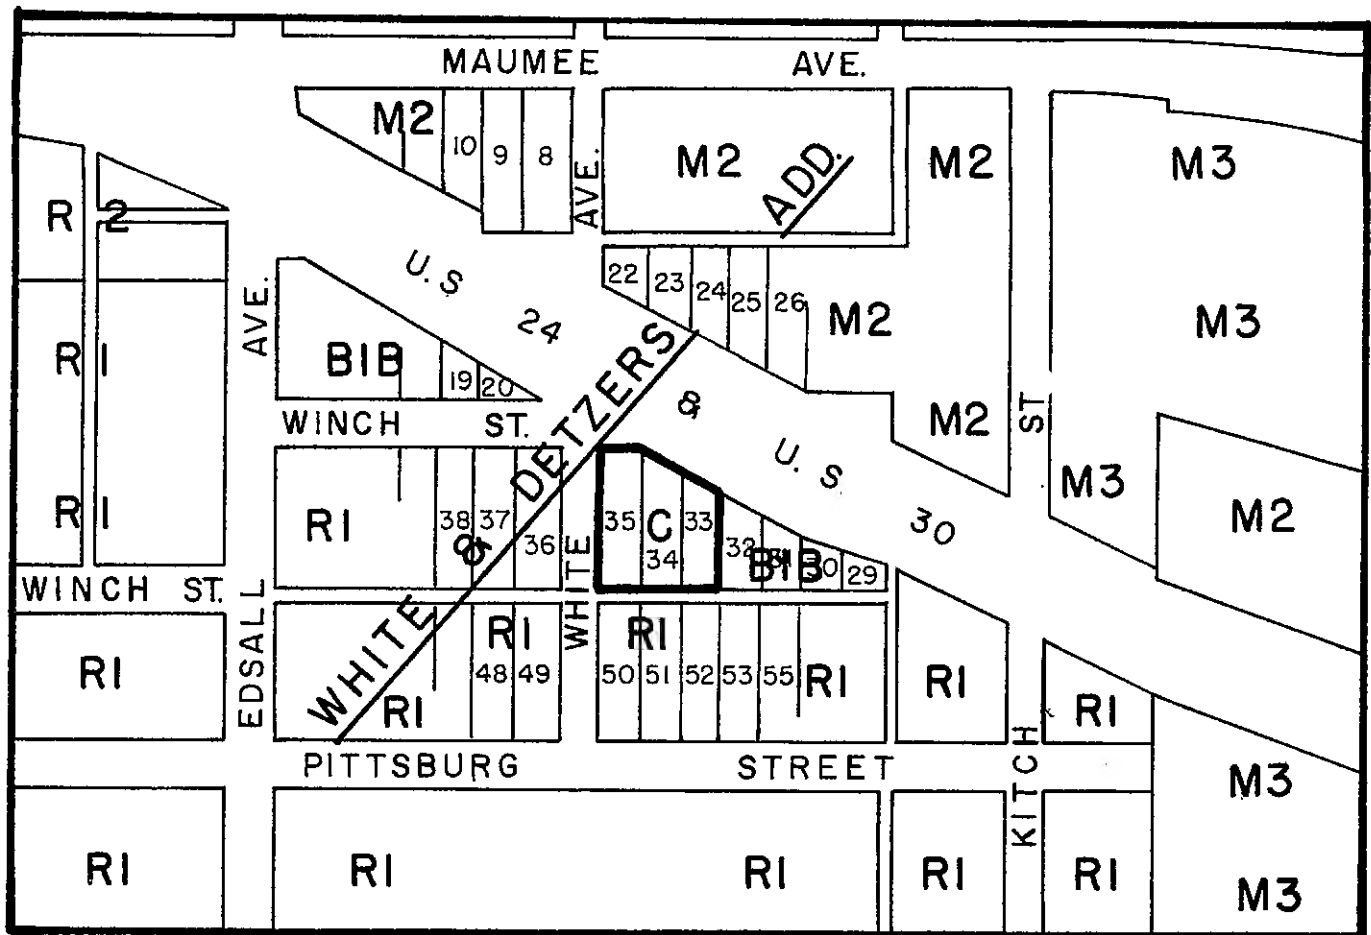 MAUMEE AVE.
M2 10 9 8 AVE. M2 ADD. M2 M3
R 2
U. S 24 & U. S 30
22 23 24 25 26 M2 M3
AVE. R1 B1B 19 20
WINCH ST.
M2 ST M3 M2
WHITE & DETZERS
R1 R1 38 37 36 WHITE 35 C 34 33 32 31 30 29 B1B
WINCH ST. EDSALL
R1 R1 R1 48 49 R1 50 51 52 53 55 R1 R1 R1
PITTSBURG STREET KITCH
M3
R1 R1 R1 R1 R1 M3